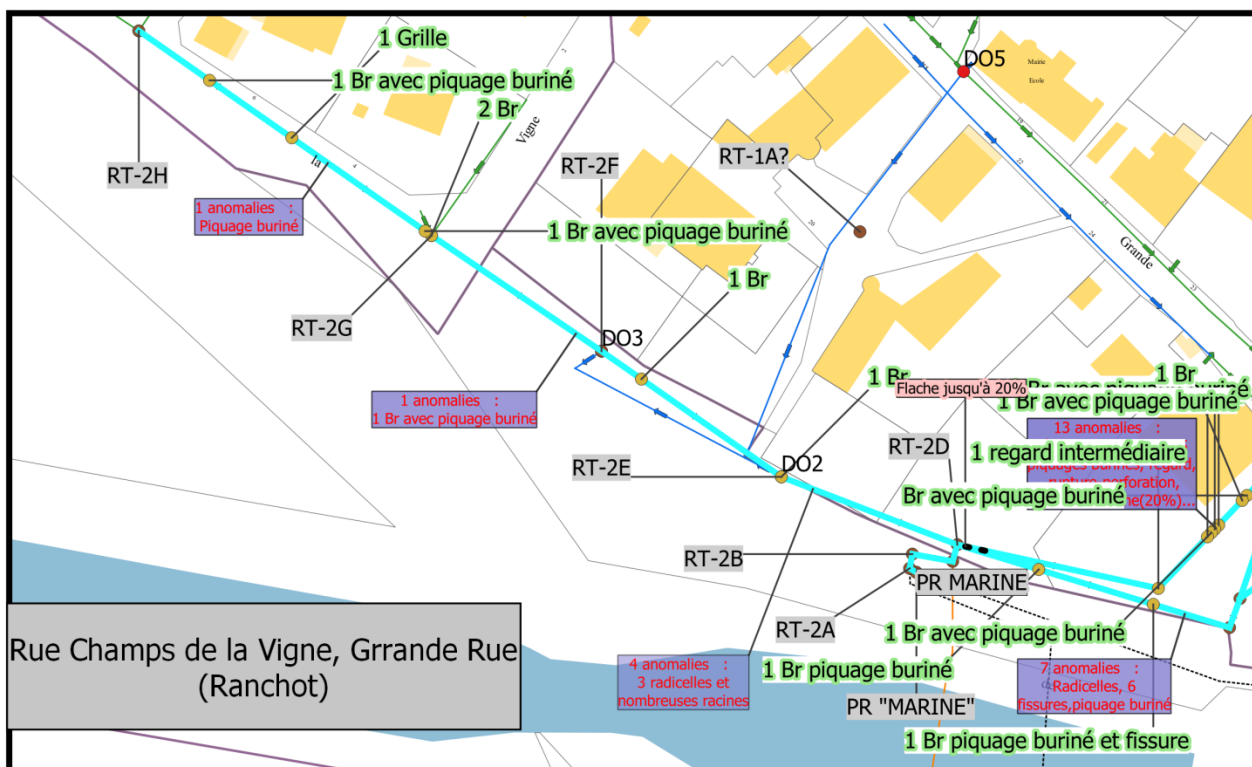 1 Grille
DO5
Mairie
Ecole
1 Br avec piquage buriné
2 Br
Vigne
RT-2H
la
RT-2F
RT-1A?
1 anomalies :
Piquage buriné
1 Br avec piquage buriné
Grande
1 Br
RT-2G
DO3
1 Br
Flache jusqu'à 20%
1 Br
1 Br avec piquage buriné
1 anomalies :
1 Br avec piquage buriné
RT-2D
13 anomalies :
1 regard intermédiaire
RT-2E
DO2
Br avec piquage buriné
RT-2B
PR MARINE
RT-2A
1 Br avec piquage buriné
Rue Champs de la Vigne, Grrande Rue
(Ranchot)
4 anomalies :
3 radicelles et
nombreuses racines
1 Br piquage buriné
7 anomalies :
Radicelles, 6
fissures,piquage buriné
PR "MARINE"
1 Br piquage buriné et fissure